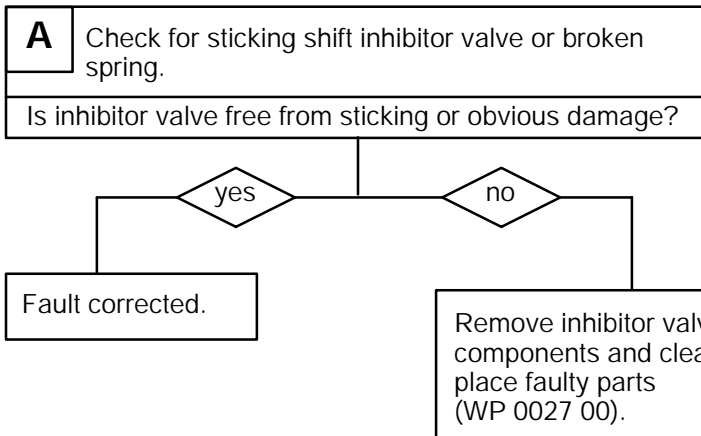 A
Check for sticking shift inhibitor valve or broken
spring.
Is inhibitor valve free from sticking or obvious damage?
yes
no
Fault corrected.
Remove inhibitor
components and
place faulty parts
(WP 0027 00).